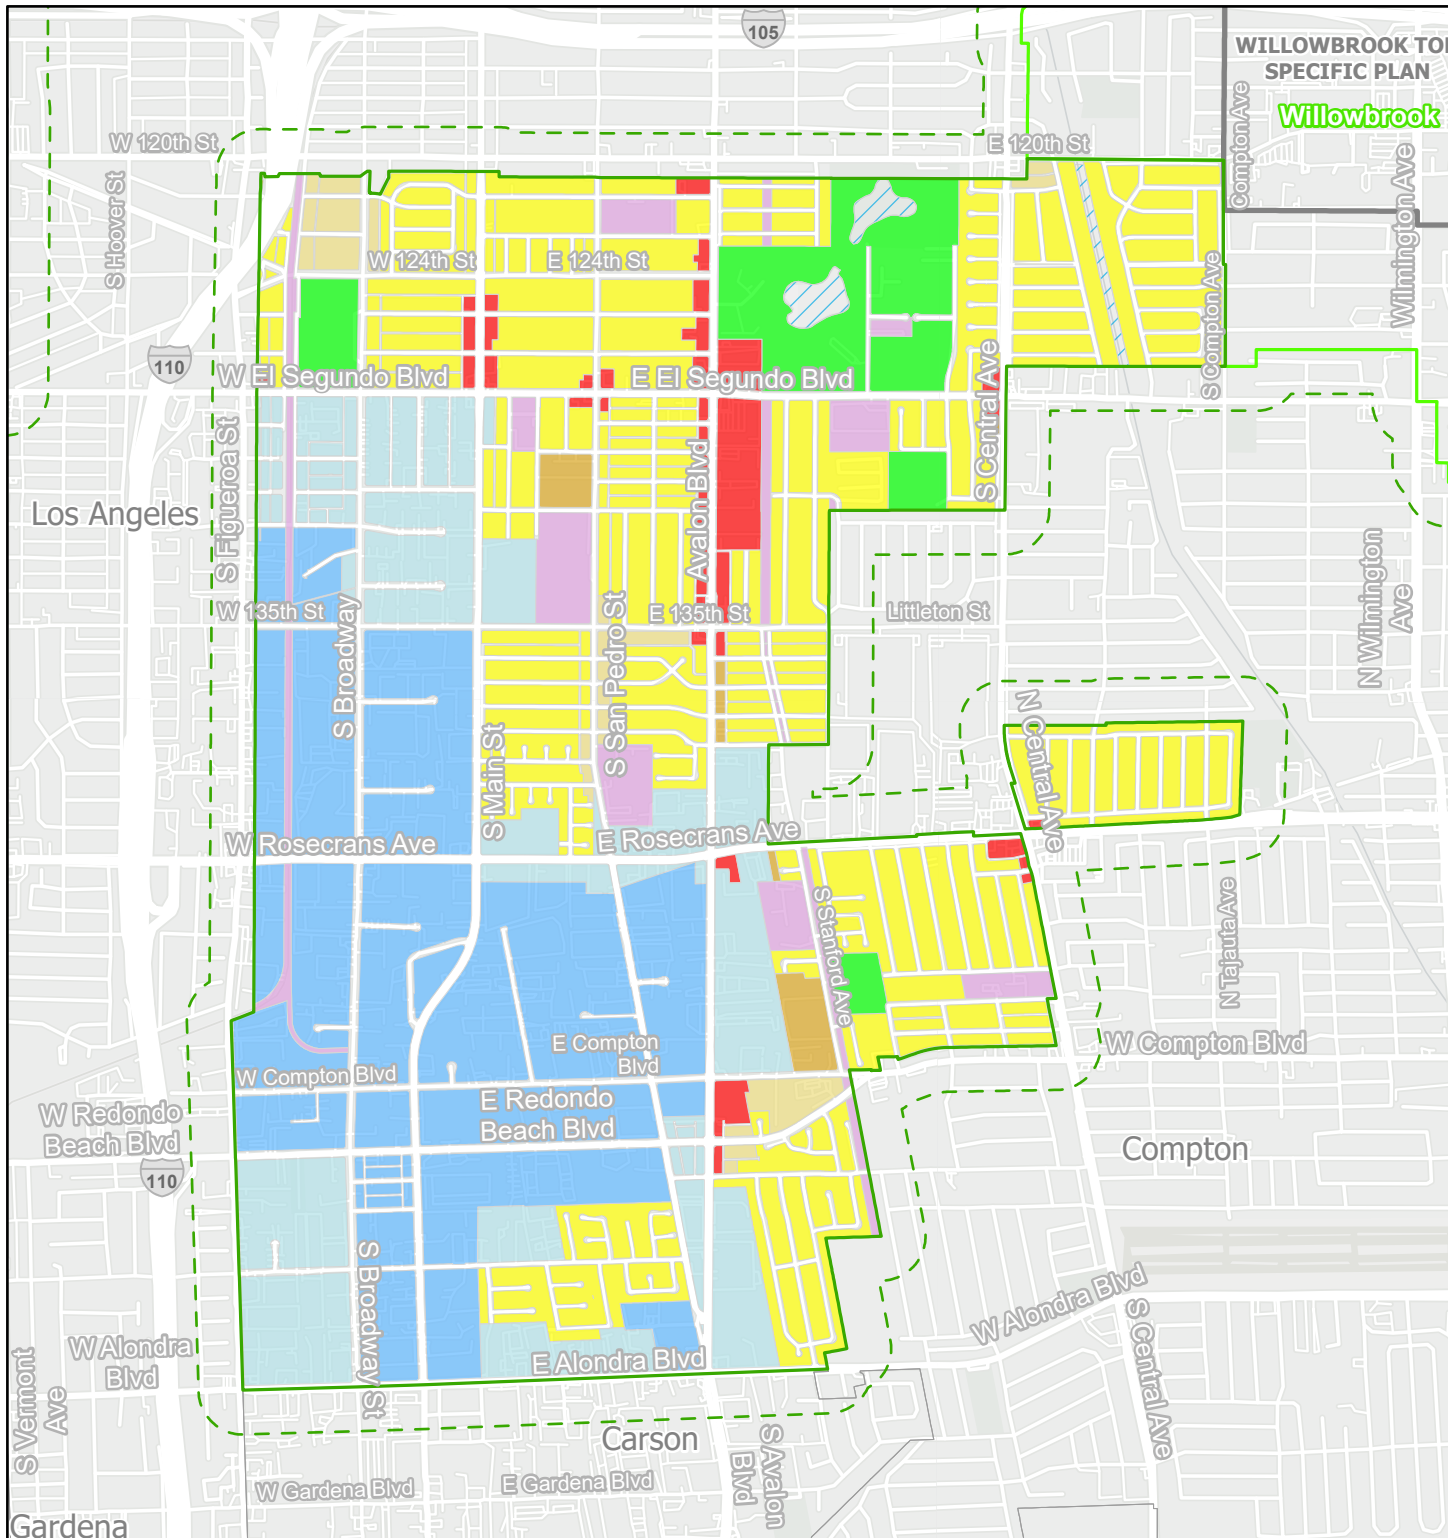 105
WILLOWBROOK TO
SPECIFIC PLAN
Willowbrook
W 120th St
E 120th St
Compton Ave
Wilmington Ave
S Hoover St
W 124th St
E 124th St
S Compton Ave
110
W El Segundo Blvd
E El Segundo Blvd
S Central Ave
Avalon Blvd
S Figueroa St
Los Angeles
N Wilmington
Ave
W 135th St
E 135th St
Littleton St
S Broadway
S San Pedro St
S Main St
N Central Ave
W Rosecrans Ave
E Rosecrans Ave
S Stanford Ave
N Tajauta Ave
E Compton
Blvd
W Compton Blvd
W Compton Blvd
W Redondo
Beach Blvd
E Redondo
Beach Blvd
Compton
110
S Broadway St
W Alondra Blvd
S Central Ave
W Alondra
Blvd
E Alondra Blvd
S Vermont
Ave
Carson
S Avalon
Blvd
W Gardena Blvd
E Gardena Blvd
Gardena